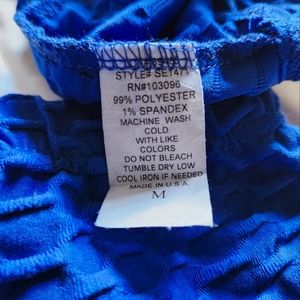 STYLE# SET471
RN#103096
99% POLYESTER
1% SPANDEX
MACHINE WASH
COLD
WITH LIKE
COLORS
DO NOT BLEACH
TUMBLE DRY LOW
COOL IRON IF NEEDED
MADE IN U.S.A
M